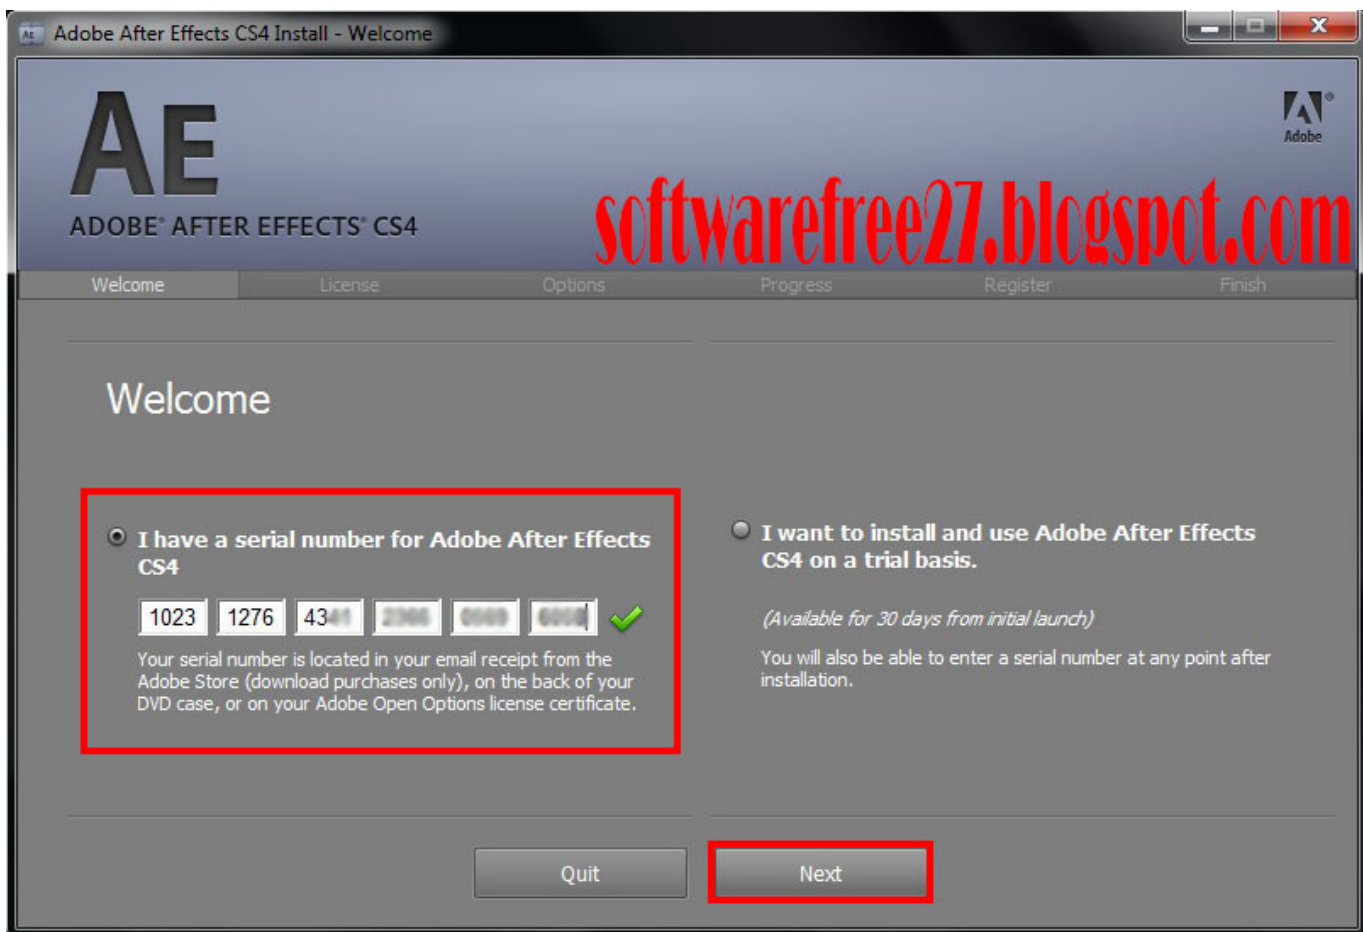 Adobe After Effects CS4 Install - Welcome
AE
Adobe
ADOBE® AFTER EFFECTS® CS4
softwarefree27.blogspot.com
Welcome License Options Progress Register Finish
Welcome
I have a serial number for Adobe After Effects
CS4
1023 1276
Your serial number is located in your email receipt from the
Adobe Store (download purchases only), on the back of your
DVD case, or on your Adobe Open Options license certificate.
I want to install and use Adobe After Effects
CS4 on a trial basis.
(Available for 30 days from initial launch)
You will also be able to enter a serial number at any point after
installation.
Quit Next